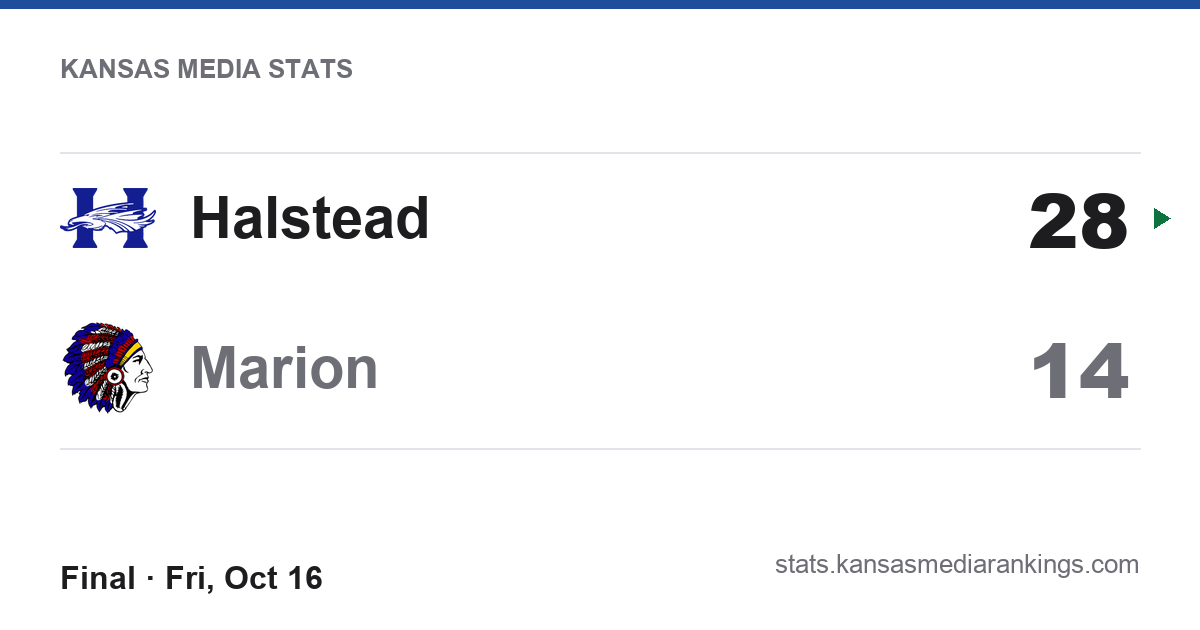 KANSAS MEDIA STATS
Halstead 28
Marion 14
Final · Fri, Oct 16
stats.kansasmediarankings.com